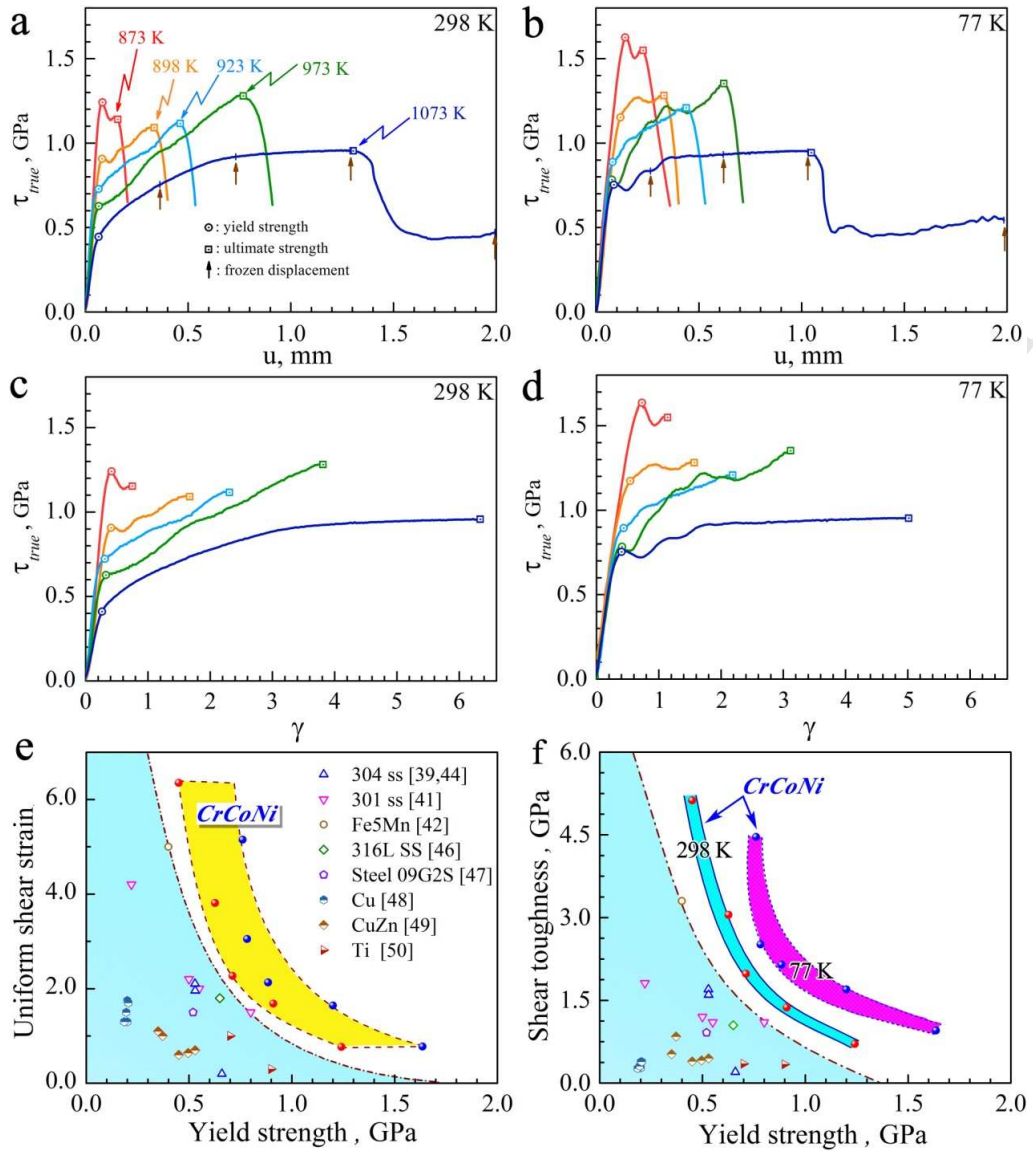 a
298 K
873 K
898 K
923 K
973 K
1073 K
1.5
1.0
0.5
0.0
τtrue, GPa
⊙ : yield strength
⊡ : ultimate strength
↑ : frozen displacement
0.0 0.5 1.0 1.5 2.0
u, mm
b
77 K
1.5
1.0
0.5
0.0
τtrue, GPa
0.0 0.5 1.0 1.5 2.0
u, mm
c
298 K
1.5
1.0
0.5
0.0
τtrue, GPa
0 1 2 3 4 5 6
γ
d
77 K
1.5
1.0
0.5
0.0
τtrue, GPa
0 1 2 3 4 5 6
γ
e
6.0
4.0
2.0
0.0
Uniform shear strain
CrCoNi
304 ss [39,44]
301 ss [41]
Fe5Mn [42]
316L SS [46]
Steel 09G2S [47]
Cu [48]
CuZn [49]
Ti [50]
0.0 0.5 1.0 1.5 2.0
Yield strength , GPa
f
6.0
4.5
3.0
1.5
0.0
Shear toughness, GPa
CrCoNi
298 K
77 K
0.0 0.5 1.0 1.5 2.0
Yield strength , GPa